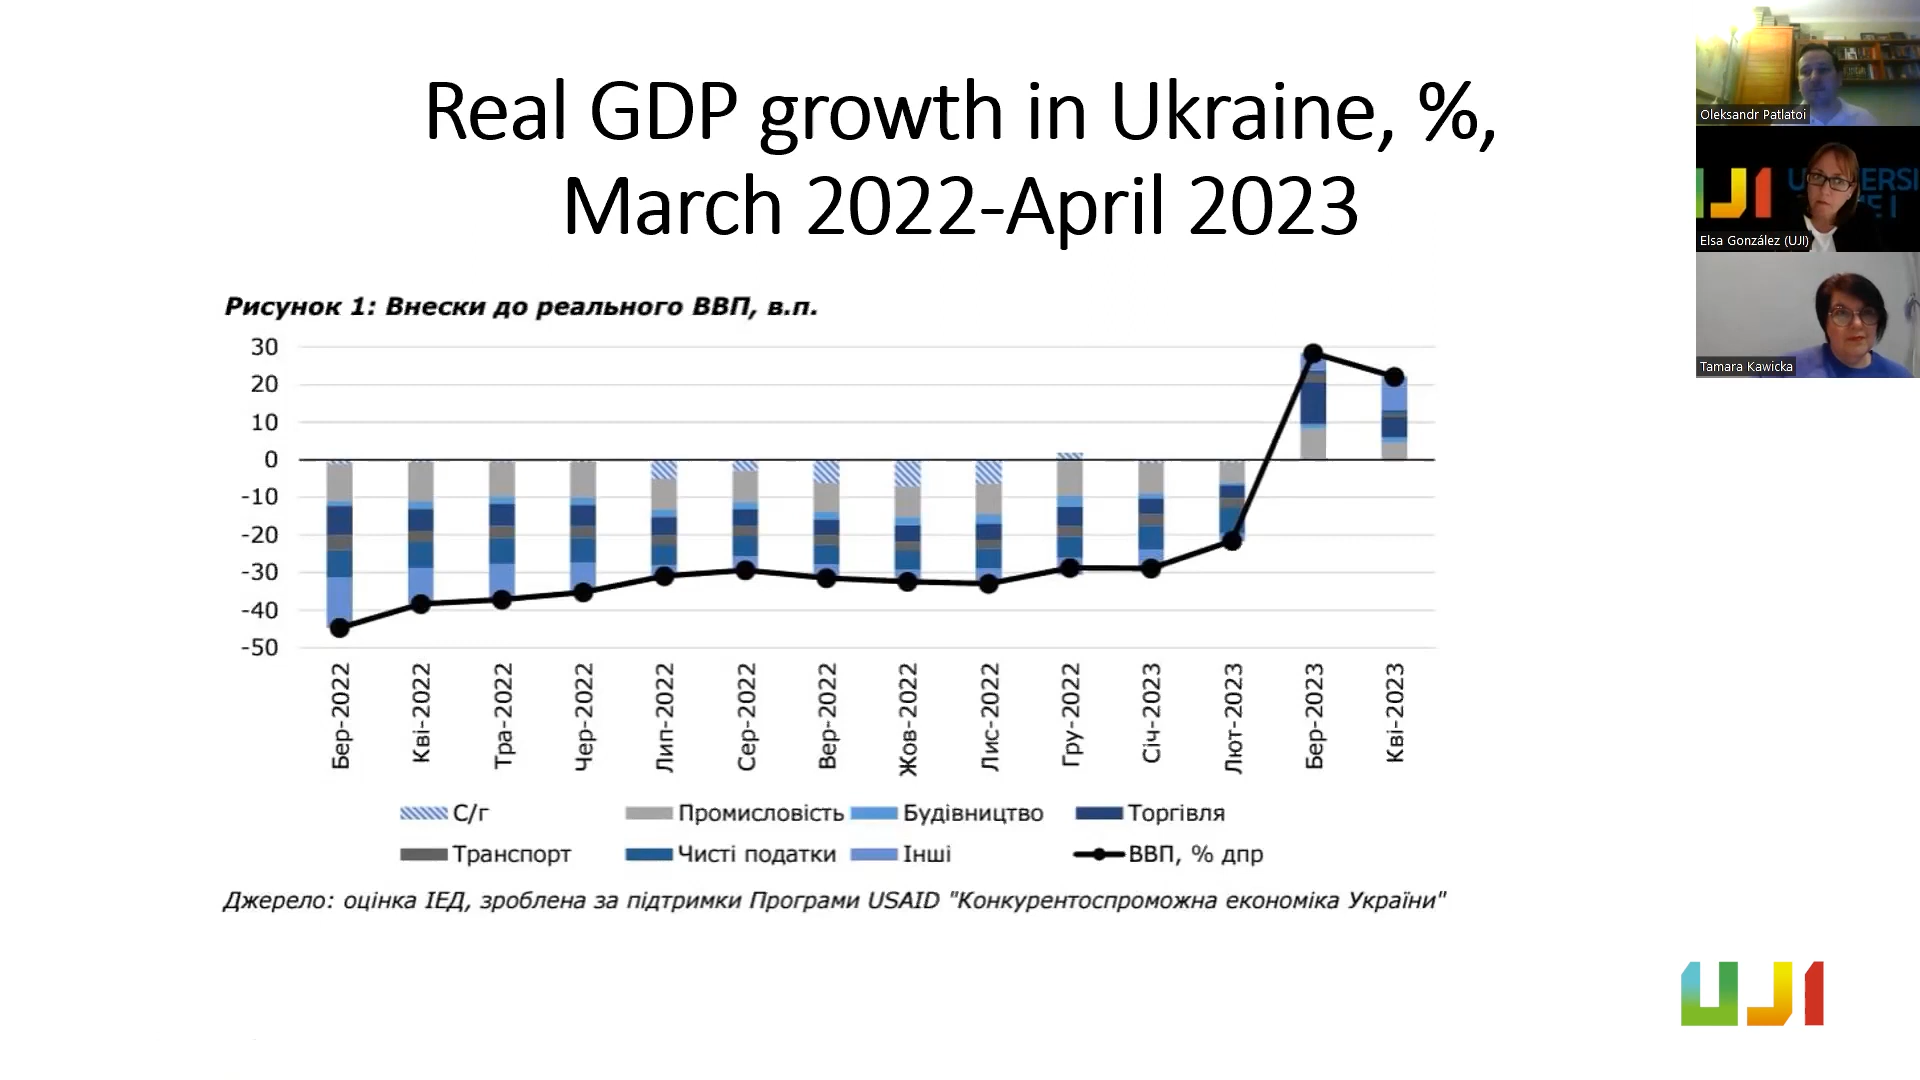 Real GDP growth in Ukraine, %,
March 2022-April 2023
Рисунок 1: Внески до реального ВВП, в.п.
30
20
10
0
-10
-20
-30
-40
-50
Бер-2022
Кві-2022
Тра-2022
Чер-2022
Лип-2022
Сер-2022
Вер-2022
Жов-2022
Лис-2022
Гру-2022
Січ-2023
Лют-2023
Бер-2023
Кві-2023
С/г
Промисловість
Будівництво
Торгівля
Транспорт
Чисті податки
Інші
ВВП, % дпр
Джерело: оцінка ІЕД, зроблена за підтримки Програми USAID "Конкурентоспроможна економіка України"
UJI
Oleksandr Patlatoi
UJI
Elsa González (UJI)
Tamara Kawicka